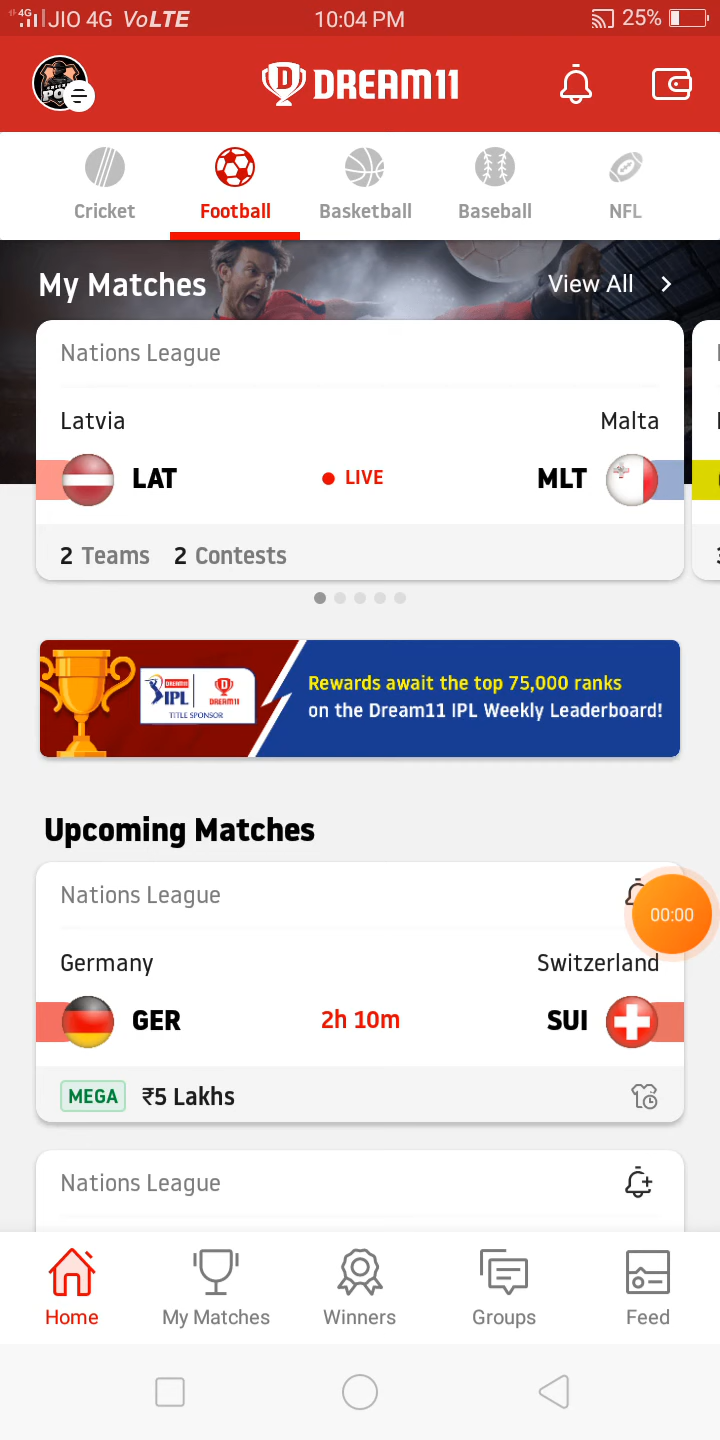 4G JIO 4G VoLTE 10:04 PM 25%
DREAM11
Cricket Football Basketball Baseball NFL
My Matches View All
Nations League
Latvia Malta
LAT LIVE MLT
2 Teams 2 Contests
DREAM11 IPL DREAM11
TITLE SPONSOR
Rewards await the top 75,000 ranks
on the Dream11 IPL Weekly Leaderboard!
Upcoming Matches
Nations League
00:00
Germany Switzerland
GER 2h 10m SUI
MEGA ₹5 Lakhs
Nations League
Home My Matches Winners Groups Feed